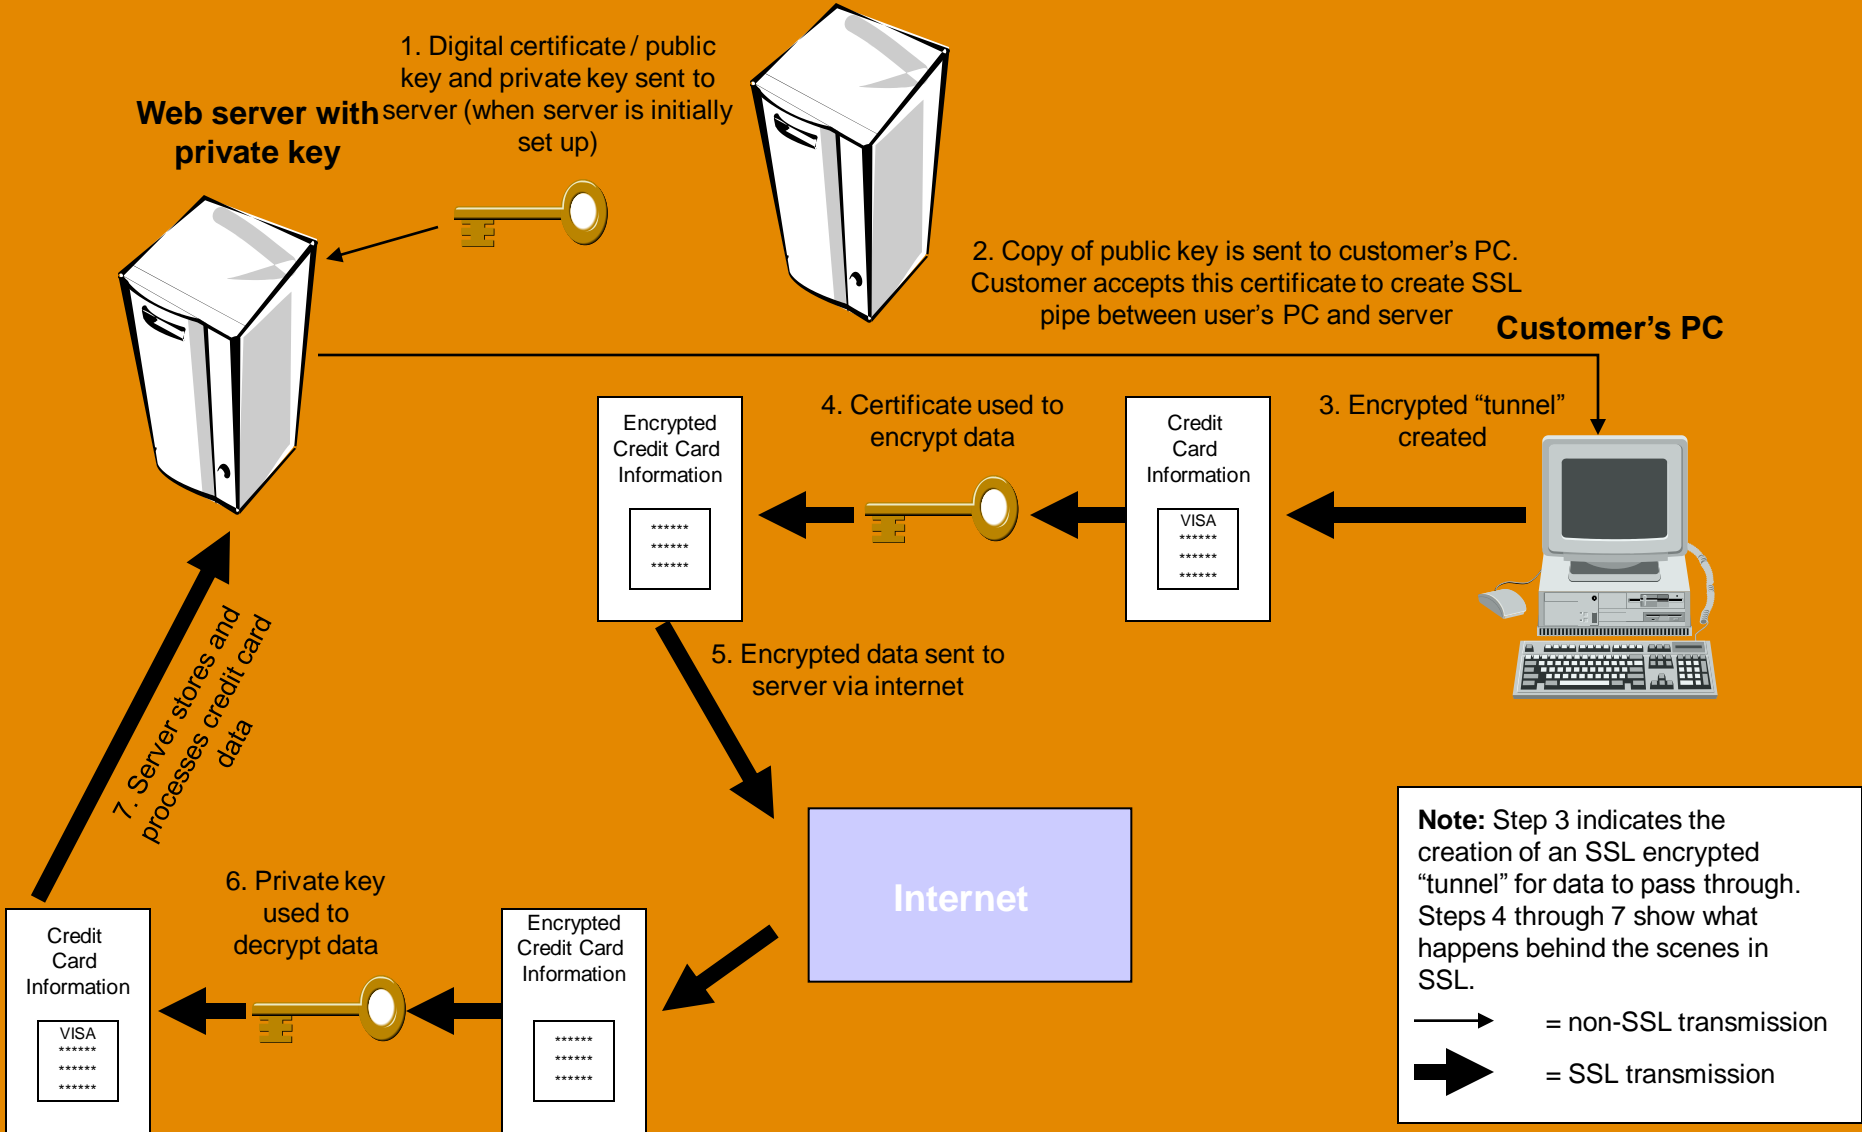 1. Digital certificate / public
key and private key sent to
server (when server is initially
set up)
Web server with
private key
2. Copy of public key is sent to customer's PC.
Customer accepts this certificate to create SSL
pipe between user's PC and server
Customer's PC
3. Encrypted “tunnel”
created
Credit
Card
Information
VISA
******
******
******
4. Certificate used to
encrypt data
Encrypted
Credit Card
Information
******
******
******
5. Encrypted data sent to
server via internet
Internet
Encrypted
Credit Card
Information
******
******
******
6. Private key
used to
decrypt data
Credit
Card
Information
VISA
******
******
******
7. Server stores and
processes credit card
data
Note: Step 3 indicates the
creation of an SSL encrypted
“tunnel” for data to pass through.
Steps 4 through 7 show what
happens behind the scenes in
SSL.
= non-SSL transmission
= SSL transmission